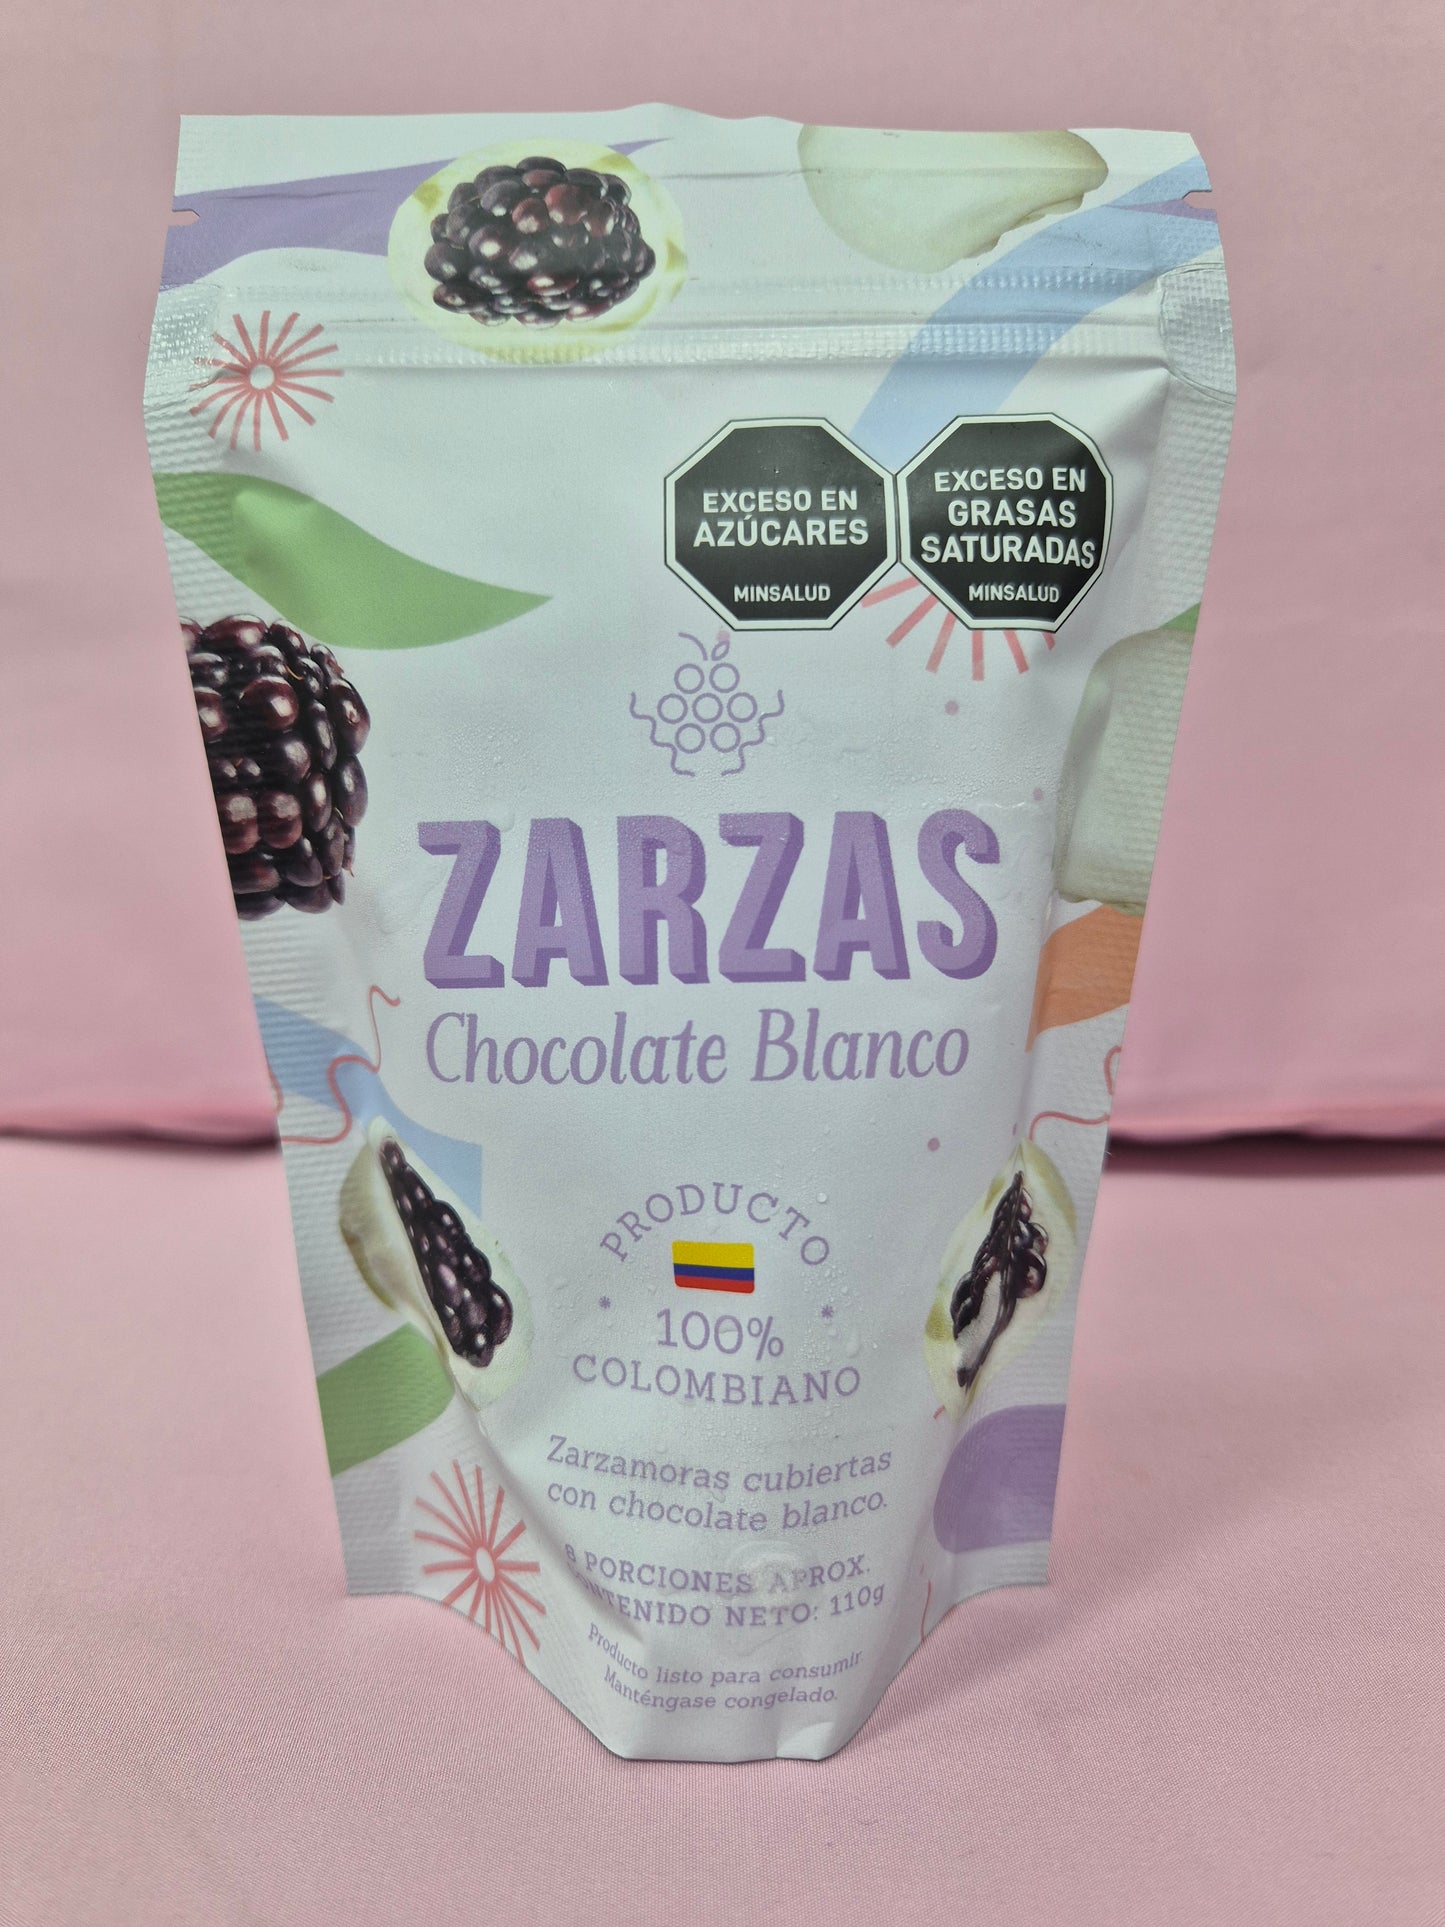 EXCESO EN
AZÚCARES
MINSALUD
EXCESO EN
GRASAS
SATURADAS
MINSALUD
ZARZAS
Chocolate Blanco
PRODUCTO
100%
COLOMBIANO
Zarzamoras cubiertas
con chocolate blanco.
PORCIONES APROX.
CONTENIDO NETO: 110g
Producto listo para consumir.
Manténgase congelado.